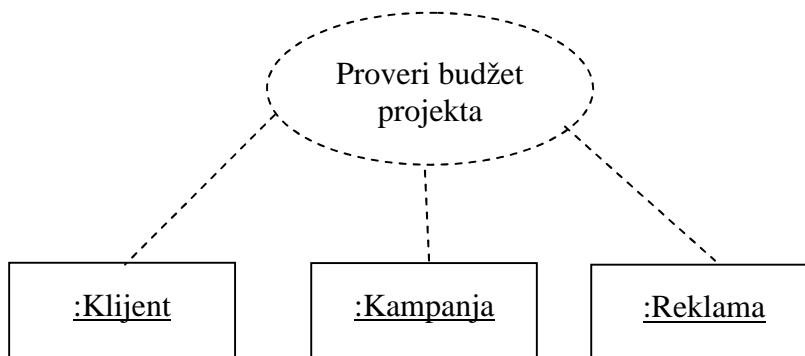 Proveri budžet
projekta
:Klijent
:Kampanja
:Reklama